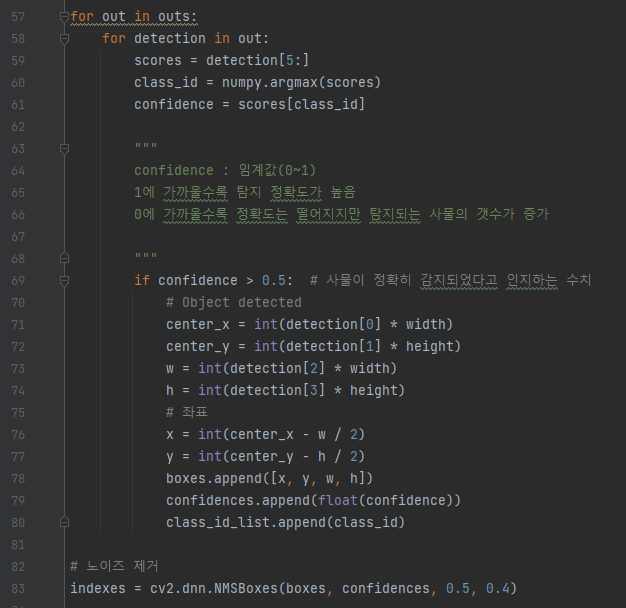 57 for out in outs:
58 for detection in out:
59 scores = detection[5:]
60 class_id = numpy.argmax(scores)
61 confidence = scores[class_id]
62
63 """
64 confidence : 임계값(0~1)
65 1에 가까울수록 탐지 정확도가 높음
66 0에 가까울수록 정확도는 떨어지지만 탐지되는 사물의 갯수가 증가
67
68 """
69 if confidence > 0.5:  # 사물이 정확히 감지되었다고 인지하는 수치
70 # Object detected
71 center_x = int(detection[0] * width)
72 center_y = int(detection[1] * height)
73 w = int(detection[2] * width)
74 h = int(detection[3] * height)
75 # 좌표
76 x = int(center_x - w / 2)
77 y = int(center_y - h / 2)
78 boxes.append([x, y, w, h])
79 confidences.append(float(confidence))
80 class_id_list.append(class_id)
81
82 # 노이즈 제거
83 indexes = cv2.dnn.NMSBoxes(boxes, confidences, 0.5, 0.4)